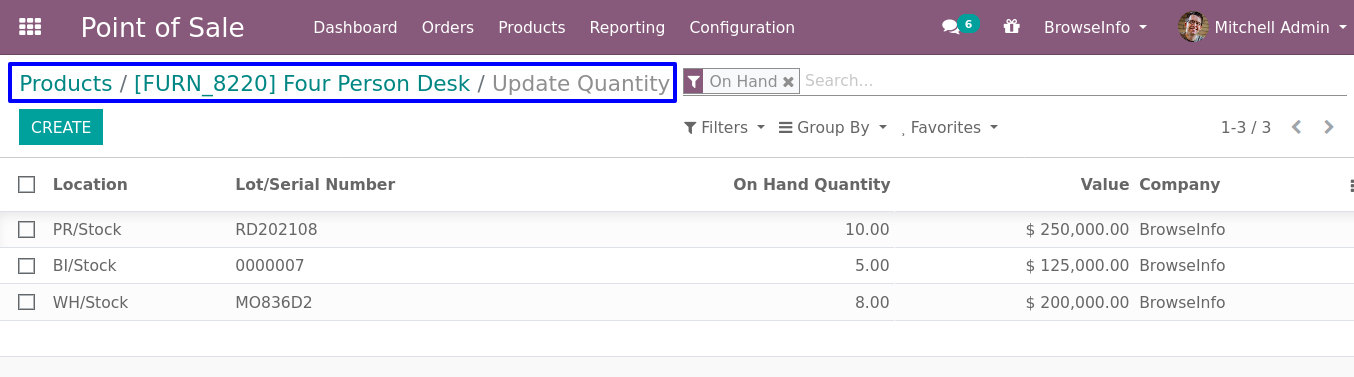 Point of Sale Dashboard Orders Products Reporting Configuration 6 BrowseInfo Mitchell Admin
Products / [FURN_8220] Four Person Desk / Update Quantity On Hand Search...
CREATE Filters Group By Favorites 1-3 / 3
Location Lot/Serial Number On Hand Quantity Value Company
PR/Stock RD202108 10.00 $ 250,000.00 BrowseInfo
BI/Stock 0000007 5.00 $ 125,000.00 BrowseInfo
WH/Stock MO836D2 8.00 $ 200,000.00 BrowseInfo